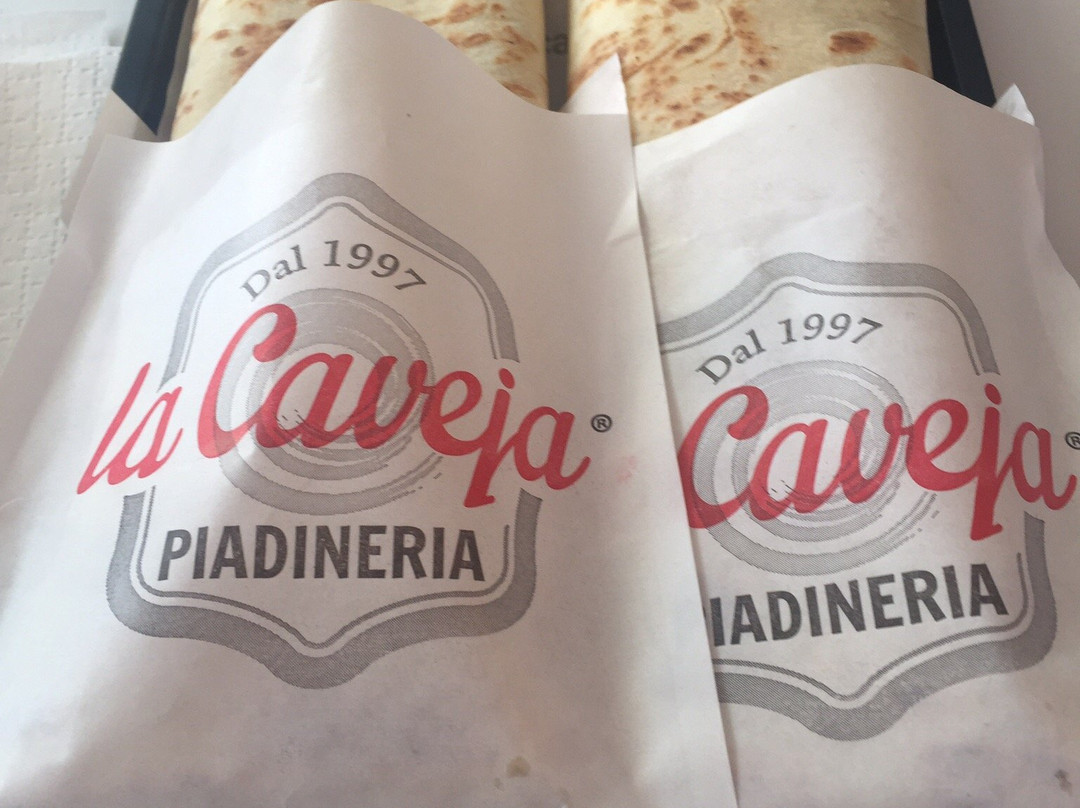 Dal 1997
la Caveja®
PIADINERIA
Dal 1997
Caveja®
IADINERIA